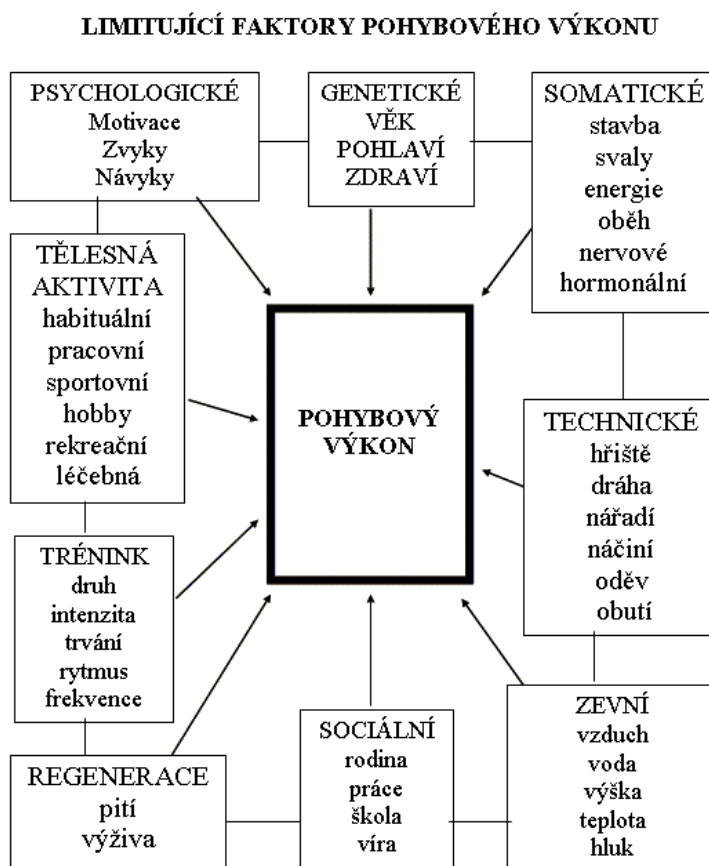 LIMITUJÍCÍ FAKTORY POHYBOVÉHO VÝKONU
PSYCHOLOGICKÉ
Motivace
Zvyky
Návyky
GENETICKÉ
VĚK
POHLAVÍ
ZDRAVÍ
SOMATICKÉ
stavba
svaly
energie
oběh
nervové
hormonální
TĚLESNÁ
AKTIVITA
habituální
pracovní
sportovní
hobby
rekreační
léčebná
POHYBOVÝ
VÝKON
TECHNICKÉ
hřiště
dráha
nářadí
náčiní
oděv
obutí
TRÉNINK
druh
intenzita
trvání
rytmus
frekvence
REGENERACE
pití
výživa
SOCIÁLNÍ
rodina
práce
škola
víra
ZEVNÍ
vzduch
voda
výška
teplota
hluk